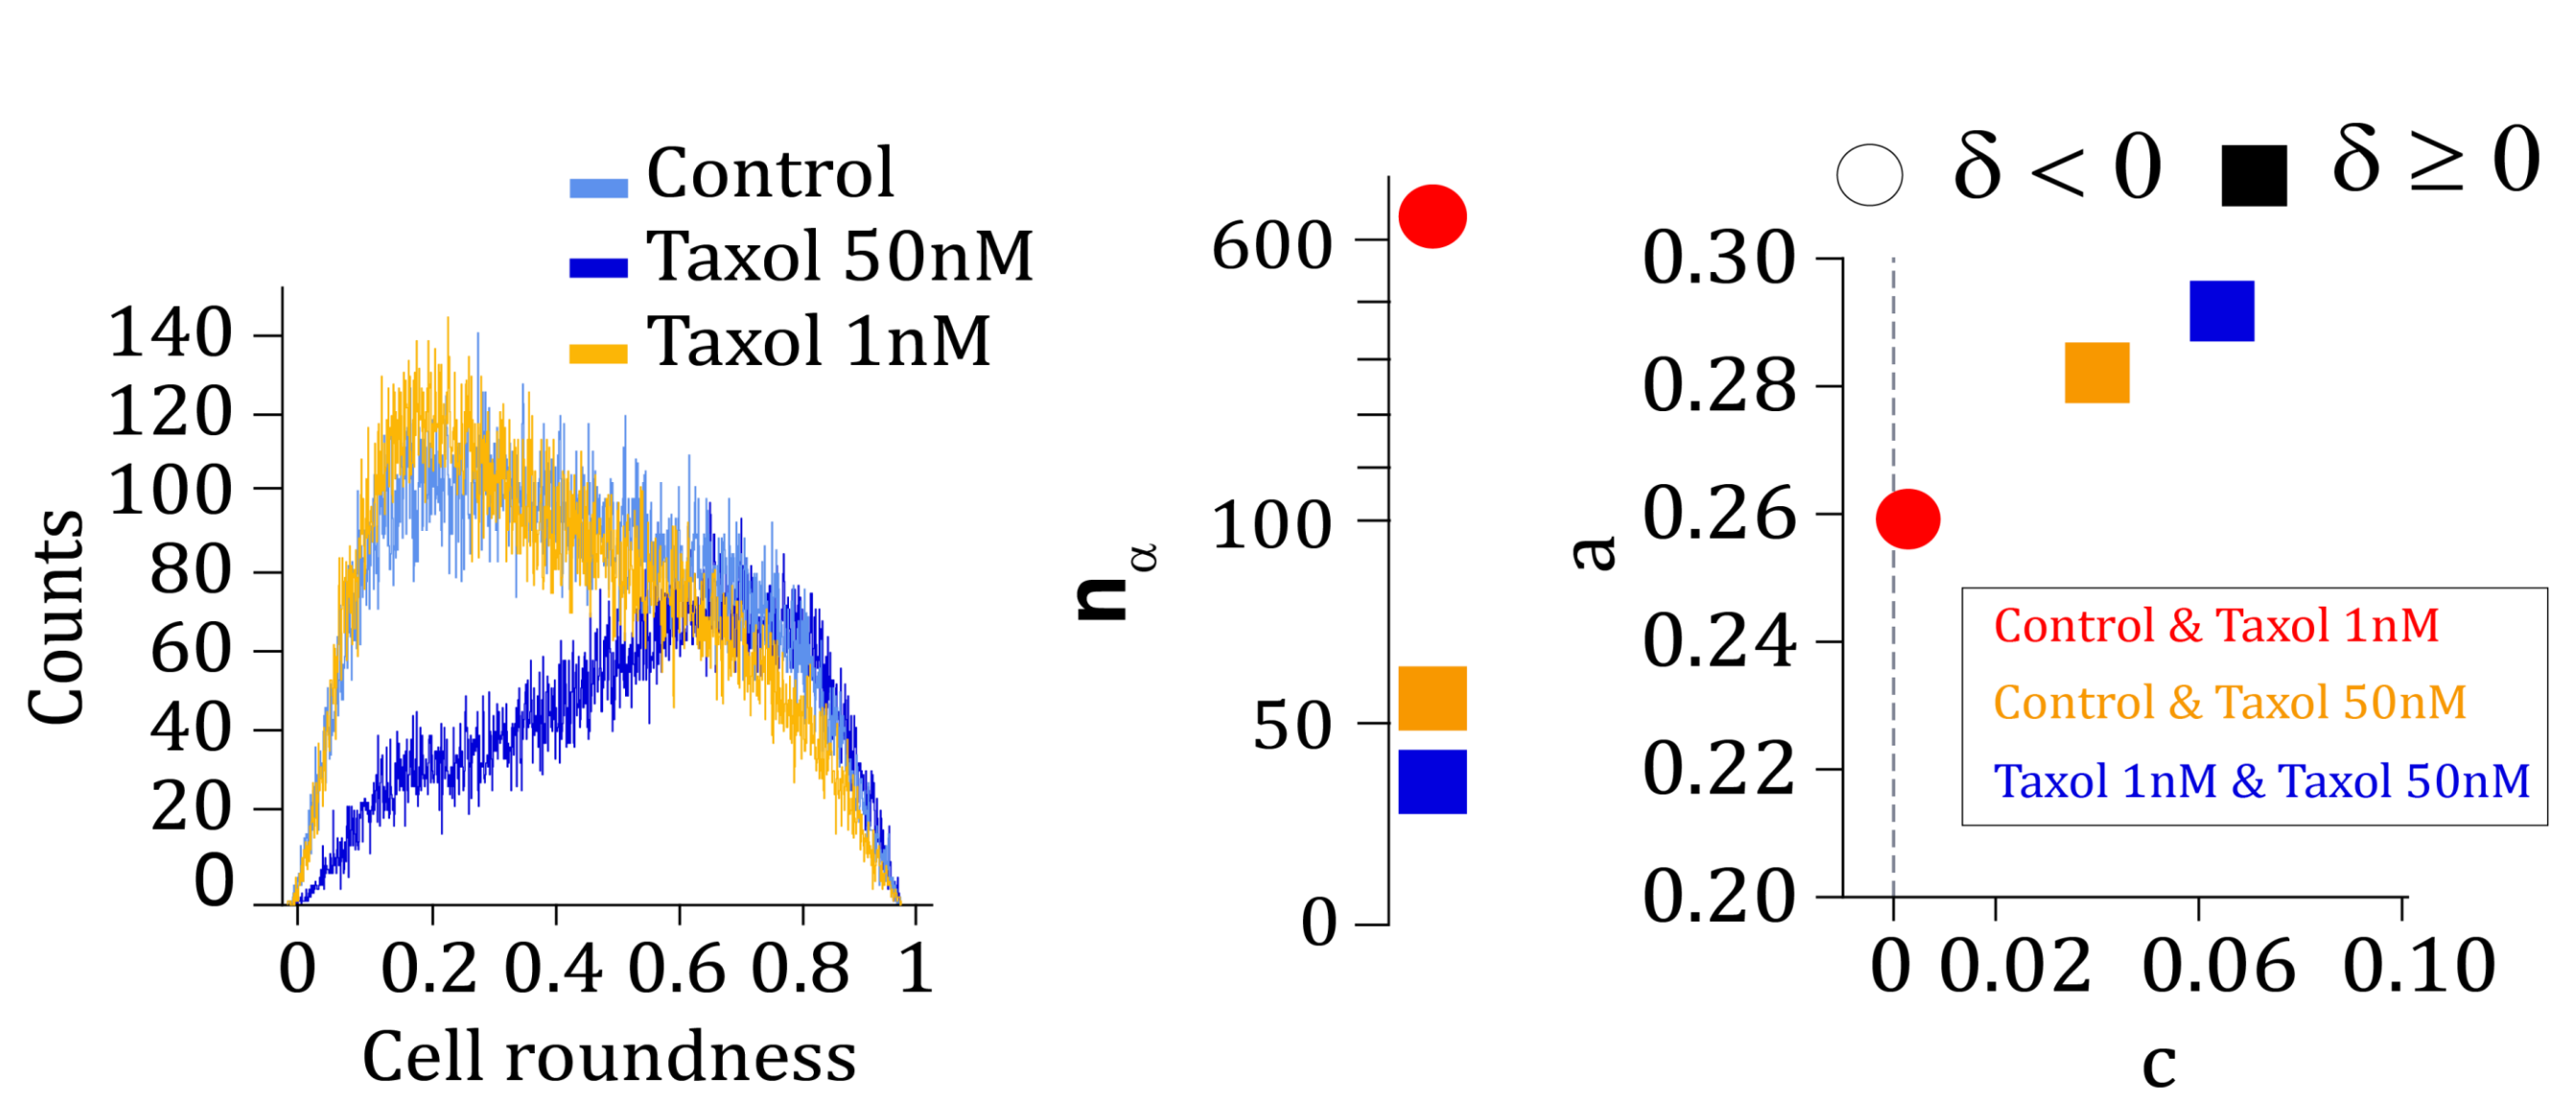 Control
Taxol 50nM
Taxol 1nM
140
120
100
80
60
40
20
0
Counts
0 0.2 0.4 0.6 0.8 1
Cell roundness
600
100
50
0
nα
δ < 0 δ ≥ 0
0.30
0.28
0.26
0.24
0.22
0.20
a
Control & Taxol 1nM
Control & Taxol 50nM
Taxol 1nM & Taxol 50nM
0 0.02 0.06 0.10
c